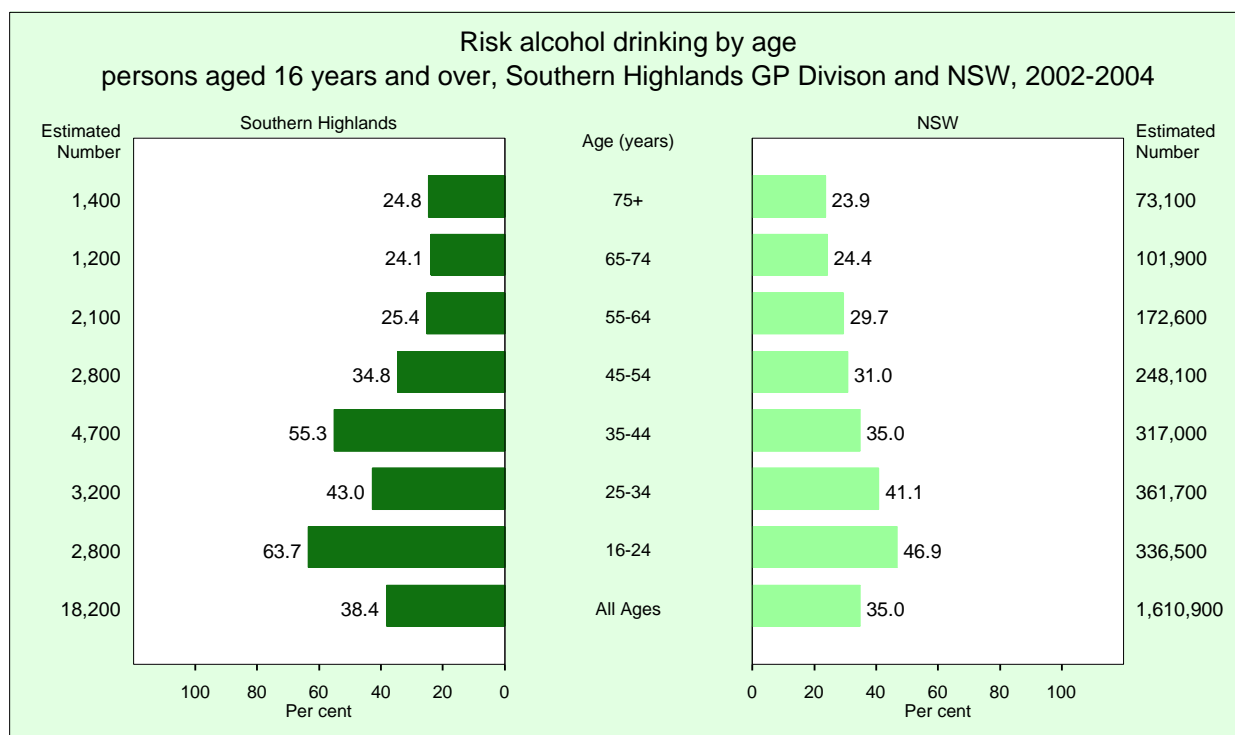 Risk alcohol drinking by age
persons aged 16 years and over, Southern Highlands GP Divison and NSW, 2002-2004
Estimated Number Southern Highlands Age (years) NSW Estimated Number
1,400 24.8 75+ 23.9 73,100
1,200 24.1 65-74 24.4 101,900
2,100 25.4 55-64 29.7 172,600
2,800 34.8 45-54 31.0 248,100
4,700 55.3 35-44 35.0 317,000
3,200 43.0 25-34 41.1 361,700
2,800 63.7 16-24 46.9 336,500
18,200 38.4 All Ages 35.0 1,610,900
100 80 60 40 20 0 0 20 40 60 80 100
Per cent Per cent